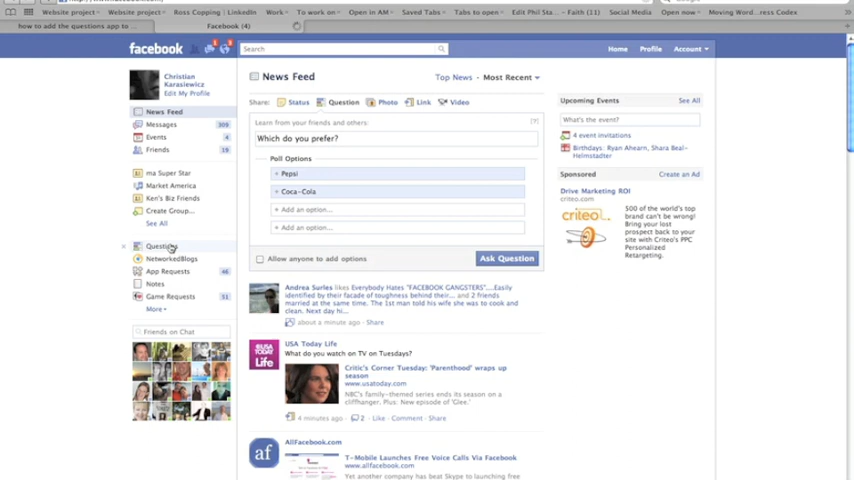 Website project
Website project
Ross Copping | LinkedIn
Work
To work on
Open in AM
Saved Tabs
Tabs to open
Edit Phil Sta... - Faith (11)
Social Media
Open now
Moving Word...ress Codex
how to add the questions app to ...
Facebook (4)
facebook
Search
Home
Profile
Account
Christian
Karasiewicz
Edit My Profile
News Feed
Messages 309
Events 4
Friends 19
ma Super Star
Market America
Ken's Biz Friends
Create Group...
See All
Questions
NetworkedBlogs
App Requests 46
Notes
Game Requests 31
More
Friends on Chat
News Feed
Top News · Most Recent
Share: Status Question Photo Link Video
Learn from your friends and others: [?]
Which do you prefer?
Poll Options
+ Pepsi
+ Coca-Cola
+ Add an option...
+ Add an option...
Allow anyone to add options
Ask Question
Andrea Surles likes Everybody Hates "FACEBOOK GANGSTERS"....Easily
identified by their facade of toughness behind their... and 2 friends
married at the same time. The 1st man told his wife she was to cook and
clean. Next day hi...
about a minute ago · Share
USA TODAY
Life
USA Today Life
What do you watch on TV on Tuesdays?
Critic's Corner Tuesday: 'Parenthood' wraps up
season
www.usatoday.com
NBC's family-themed series ends its season on a
cliffhanger. Plus: New episode of 'Glee.'
4 minutes ago · 2 · Like · Comment · Share
af
AllFacebook.com
T-Mobile Launches Free Voice Calls Via Facebook
www.allfacebook.com
Yet another company has beat Skype to launching free
Upcoming Events
See All
What's the event?
4 event invitations
Birthdays: Ryan Ahearn, Shara Beal-
Helmstadter
Sponsored
Create an Ad
Drive Marketing ROI
criteo.com
criteo.
500 of the world's top
brand can't be wrong!
Bring your lost
prospect back to your
site with Criteo's PPC
Personalized
Retargeting.